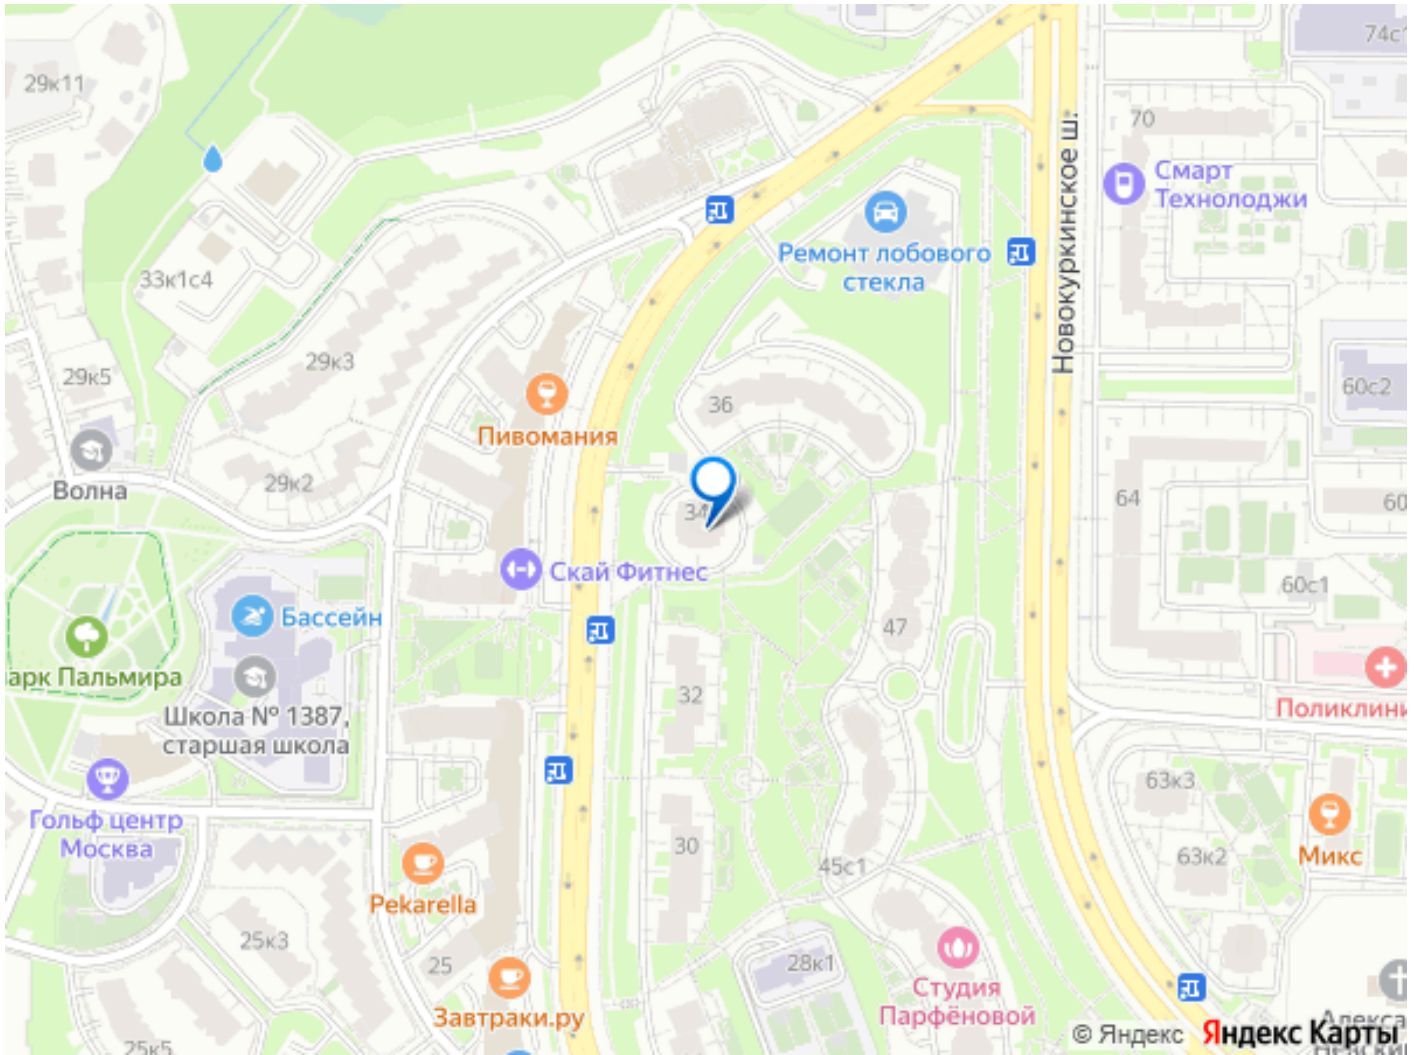 74с1
29к11
70
Смарт
Технолоджи
Новокуркинское ш.
Ремонт лобового
стекла
33к1с4
29к3
29к5
60с2
36
Пивомания
Волна
29к2
64
60
34
Скай Фитнес
60с1
Бассейн
47
арк Пальмира
32
Школа № 1387,
старшая школа
Поликлини
63к3
Гольф центр
Москва
30
45с1
63к2
Микс
Pekarella
25к3
25
28к1
Студия
Парфёновой
Завтраки.ру
25к5
© Яндекс
Яндекс Карты